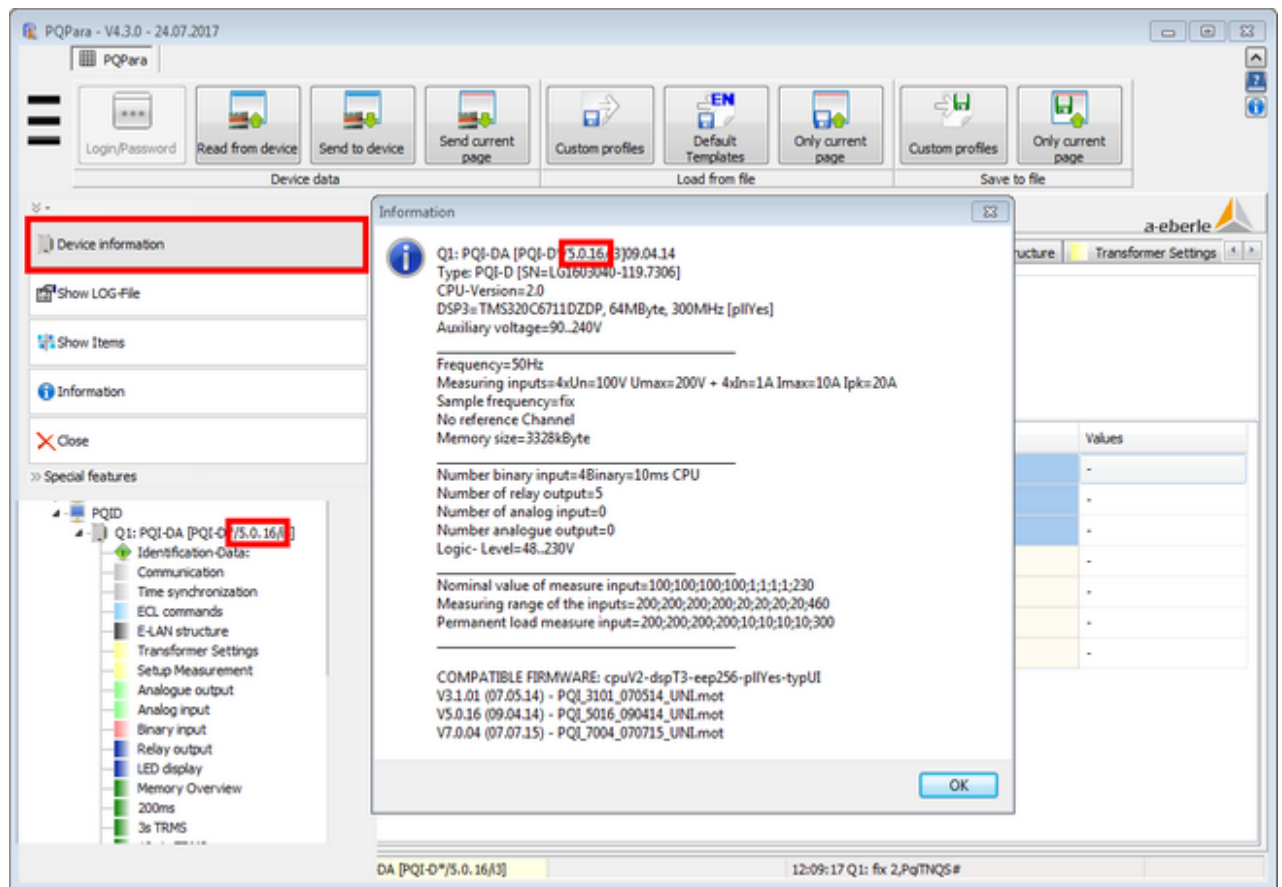 PQPara - V4.3.0 - 24.07.2017
PQPara
Login/Password
Read from device
Send to device
Send current
page
Custom profiles
EN
Default
Templates
Only current
page
Custom profiles
Only current
page
Device data
Load from file
Save to file
Device information
Show LOG-File
Show Items
Information
Close
Special features
PQID
Q1: PQI-DA [PQI-D*/5.0.16/i
Identification-Data:
Communication
Time synchronization
ECL commands
E-LAN structure
Transformer Settings
Setup Measurement
Analogue output
Analog input
Binary input
Relay output
LED display
Memory Overview
200ms
3s TRMS
Information
Q1: PQI-DA [PQI-D*/5.0.16/i3]09.04.14
Type: PQI-D [SN=LG1603040-119.7306]
CPU-Version=2.0
DSP3=TMS320C6711DZDP, 64MByte, 300MHz [pllYes]
Auxiliary voltage=90..240V
Frequency=50Hz
Measuring inputs=4xUn=100V Umax=200V + 4xIn=1A Imax=10A Ipk=20A
Sample frequency=fix
No reference Channel
Memory size=3328kByte
Number binary input=4Binary=10ms CPU
Number of relay output=5
Number of analog input=0
Number analogue output=0
Logic- Level=48..230V
Nominal value of measure input=100;100;100;100;1;1;1;1;230
Measuring range of the inputs=200;200;200;200;20;20;20;20;460
Permanent load measure input=200;200;200;200;10;10;10;10;300
COMPATIBLE FIRMWARE: cpuV2-dspT3-eep256-pllYes-typUI
V3.1.01 (07.05.14) - PQI_3101_070514_UNI.mot
V5.0.16 (09.04.14) - PQI_5016_090414_UNI.mot
V7.0.04 (07.07.15) - PQI_7004_070715_UNI.mot
OK
a-eberle
ucture
Transformer Settings
Values
-
-
-
-
-
-
DA [PQI-D*/5.0.16/i3]
12:09:17 Q1: fix 2,PqiTNQS#